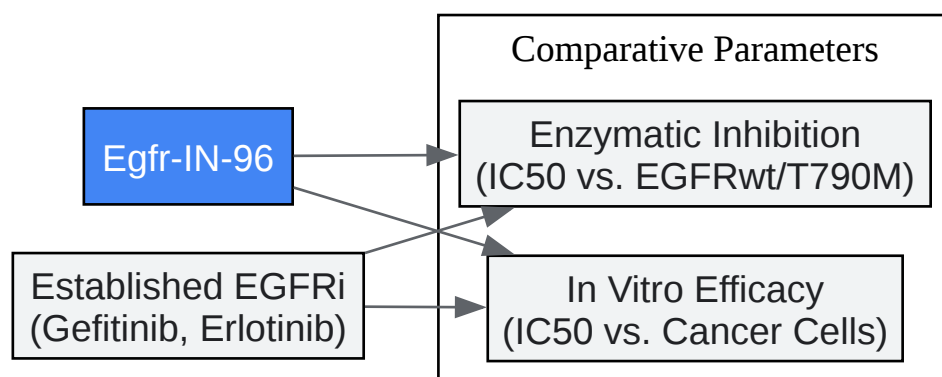 Comparative Parameters
Egfr-IN-96
Enzymatic Inhibition
(IC50 vs. EGFRwt/T790M)
Established EGFRi
(Gefitinib, Erlotinib)
In Vitro Efficacy
(IC50 vs. Cancer Cells)